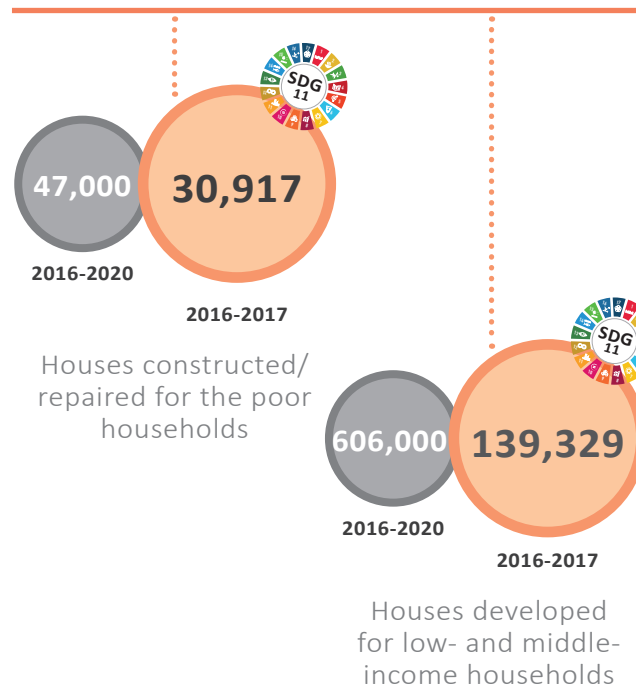 SDG
11
47,000
30,917
2016-2020
2016-2017
Houses constructed/
repaired for the poor
households
SDG
11
606,000
139,329
2016-2020
2016-2017
Houses developed
for low- and middle-
income households